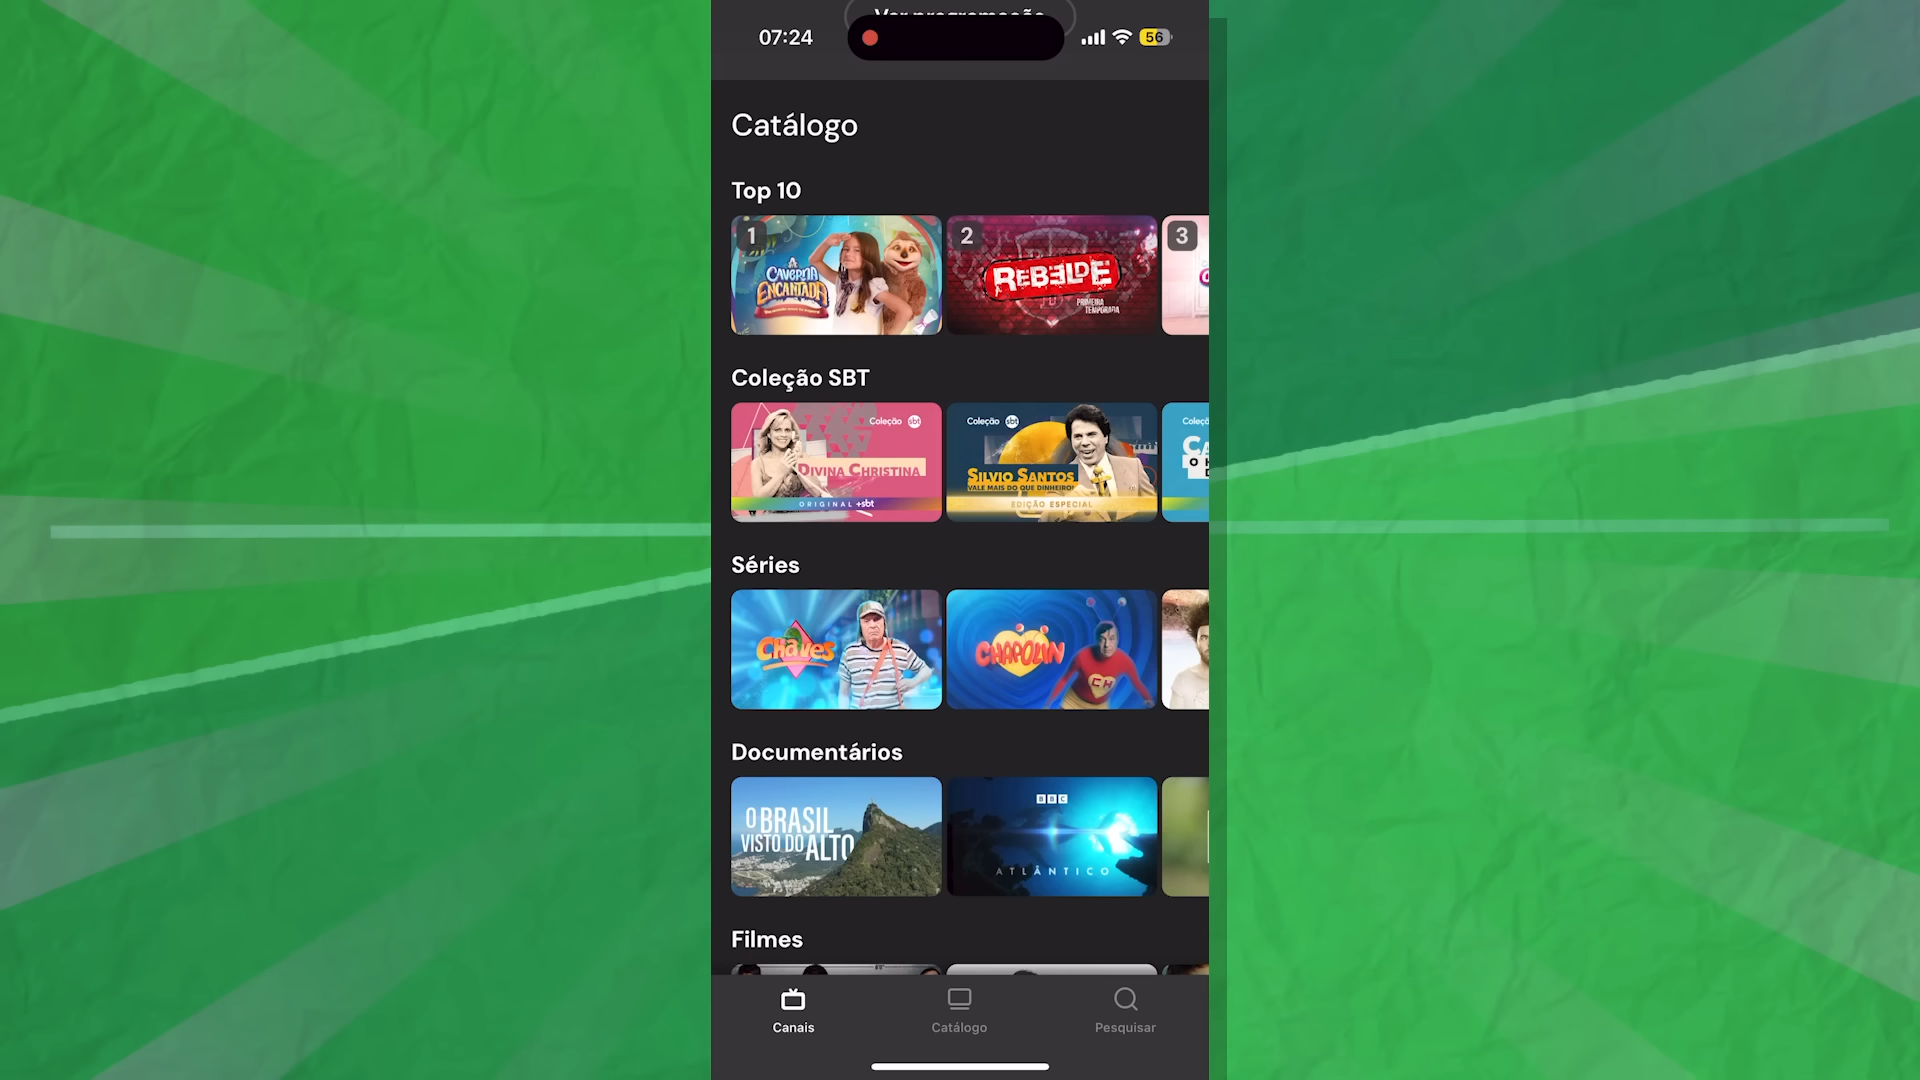 Ver programação
07:24
56
Catálogo
Top 10
1
A
CAVERNA
ENCANTADA
2
REBELDE
PRIMEIRA
TEMPORADA
3
Coleção SBT
Coleção sbt
DIVINA CHRISTINA
ORIGINAL +sbt
Coleção sbt
SILVIO SANTOS
VALE MAIS DO QUE DINHEIRO!
EDIÇÃO ESPECIAL
Séries
CHAVES
CHAPOLIN
CH
Documentários
O BRASIL
VISTO DO ALTO
BBC
ATLÂNTICO
Filmes
Canais
Catálogo
Pesquisar